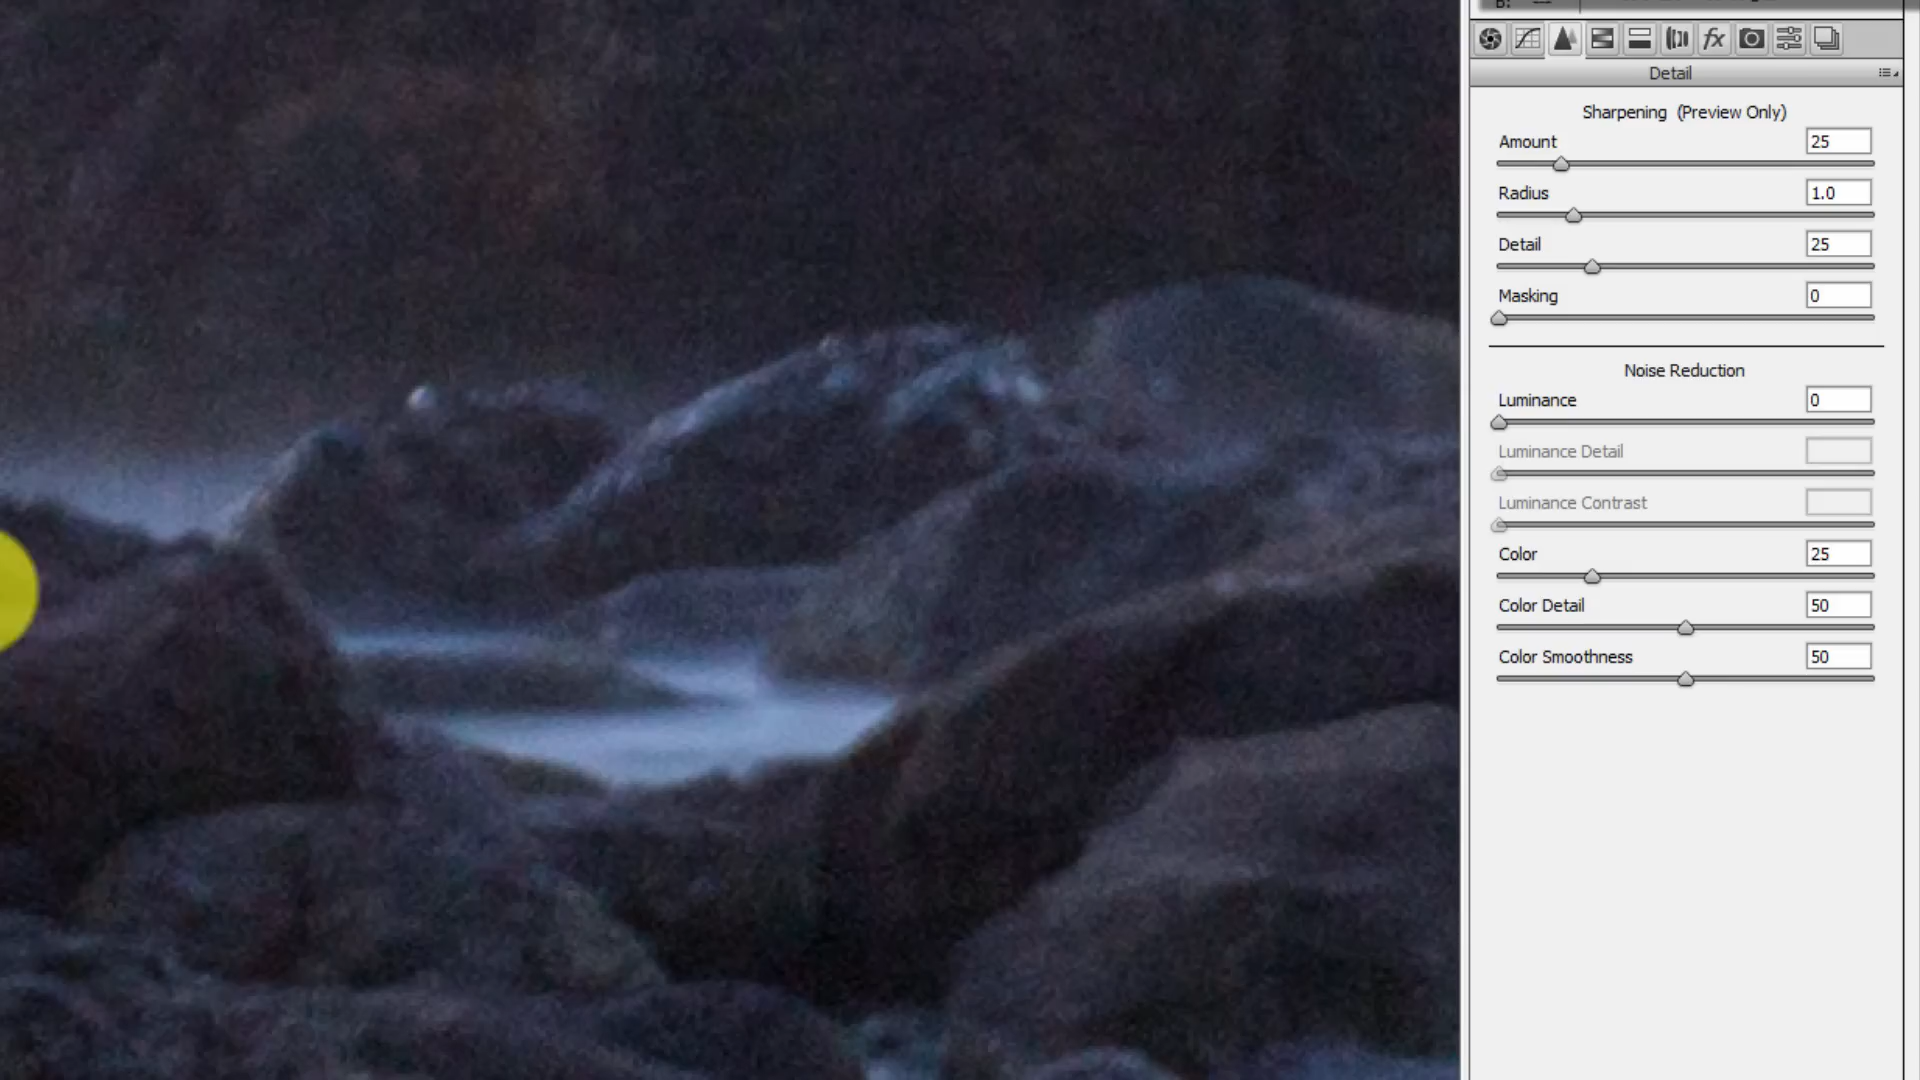 B:
fx
Detail
Sharpening (Preview Only)
Amount 25
Radius 1.0
Detail 25
Masking 0
Noise Reduction
Luminance 0
Luminance Detail
Luminance Contrast
Color 25
Color Detail 50
Color Smoothness 50